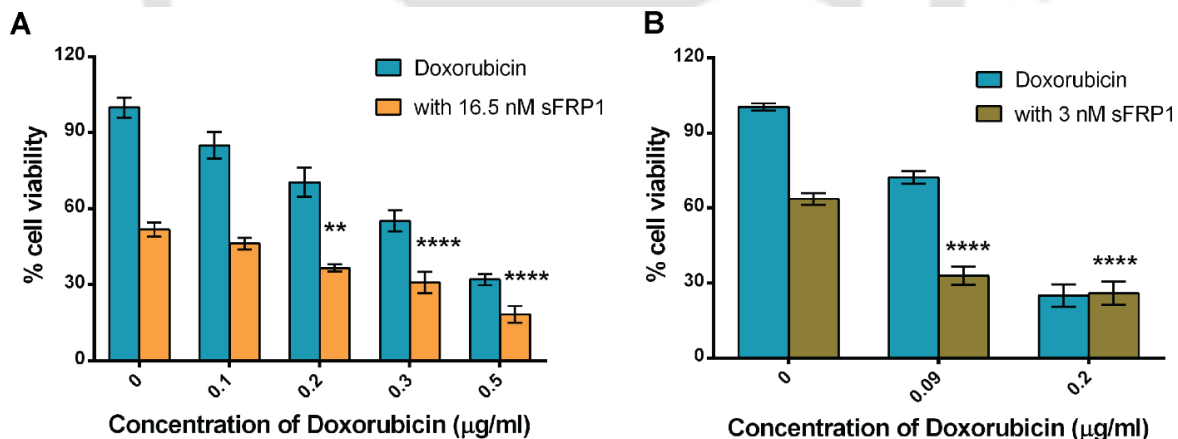 A
120
90
60
30
0
% cell viability
Doxorubicin
with 16.5 nM sFRP1
**
****
****
0
0.1
0.2
0.3
0.5
Concentration of Doxorubicin (μg/ml)
B
120
90
60
30
0
% cell viability
Doxorubicin
with 3 nM sFRP1
****
****
0
0.09
0.2
Concentration of Doxorubicin (μg/ml)